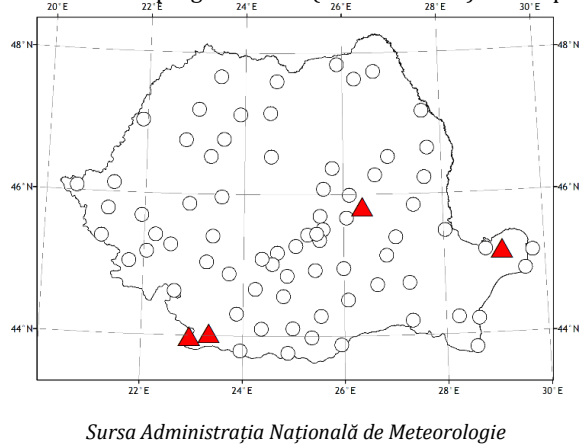 20°E 22°E 24°E 26°E 28°E 30°E
48°N 48°N
46°N 46°N
44°N 44°N
22°E 24°E 26°E 28°E 30°E
Sursa Administrația Națională de Meteorologie